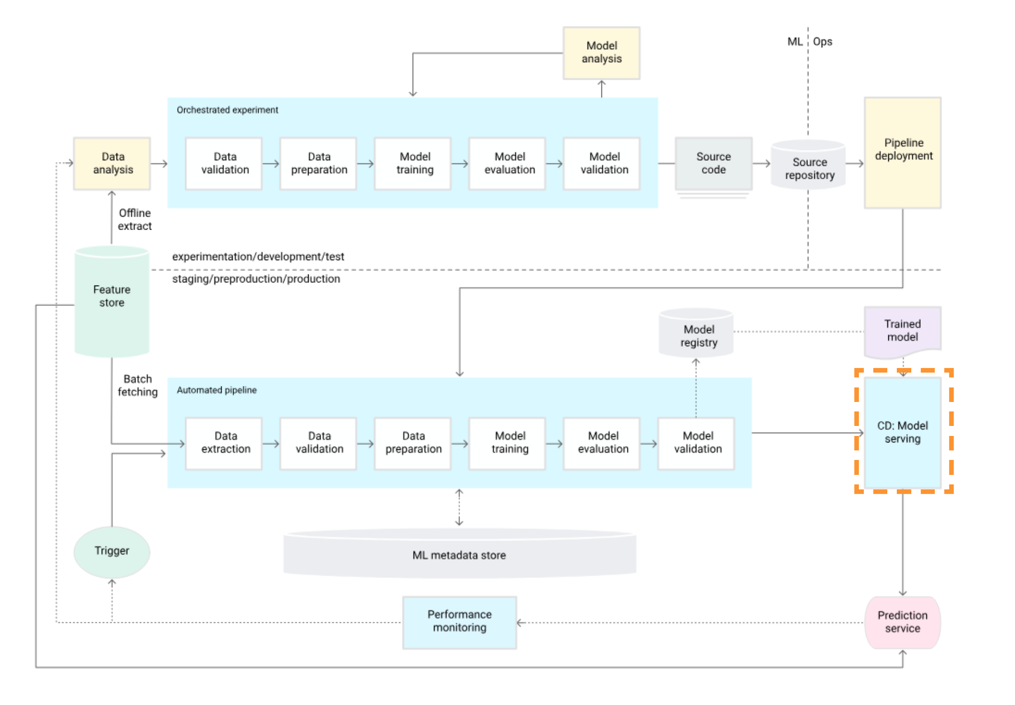 Model
analysis
ML
Ops
Orchestrated experiment
Data
analysis
Data
validation
Data
preparation
Model
training
Model
evaluation
Model
validation
Source
code
Source
repository
Pipeline
deployment
Offline
extract
experimentation/development/test
staging/preproduction/production
Feature
store
Model
registry
Trained
model
Batch
fetching
Automated pipeline
Data
extraction
Data
validation
Data
preparation
Model
training
Model
evaluation
Model
validation
CD: Model
serving
Trigger
ML metadata store
Performance
monitoring
Prediction
service